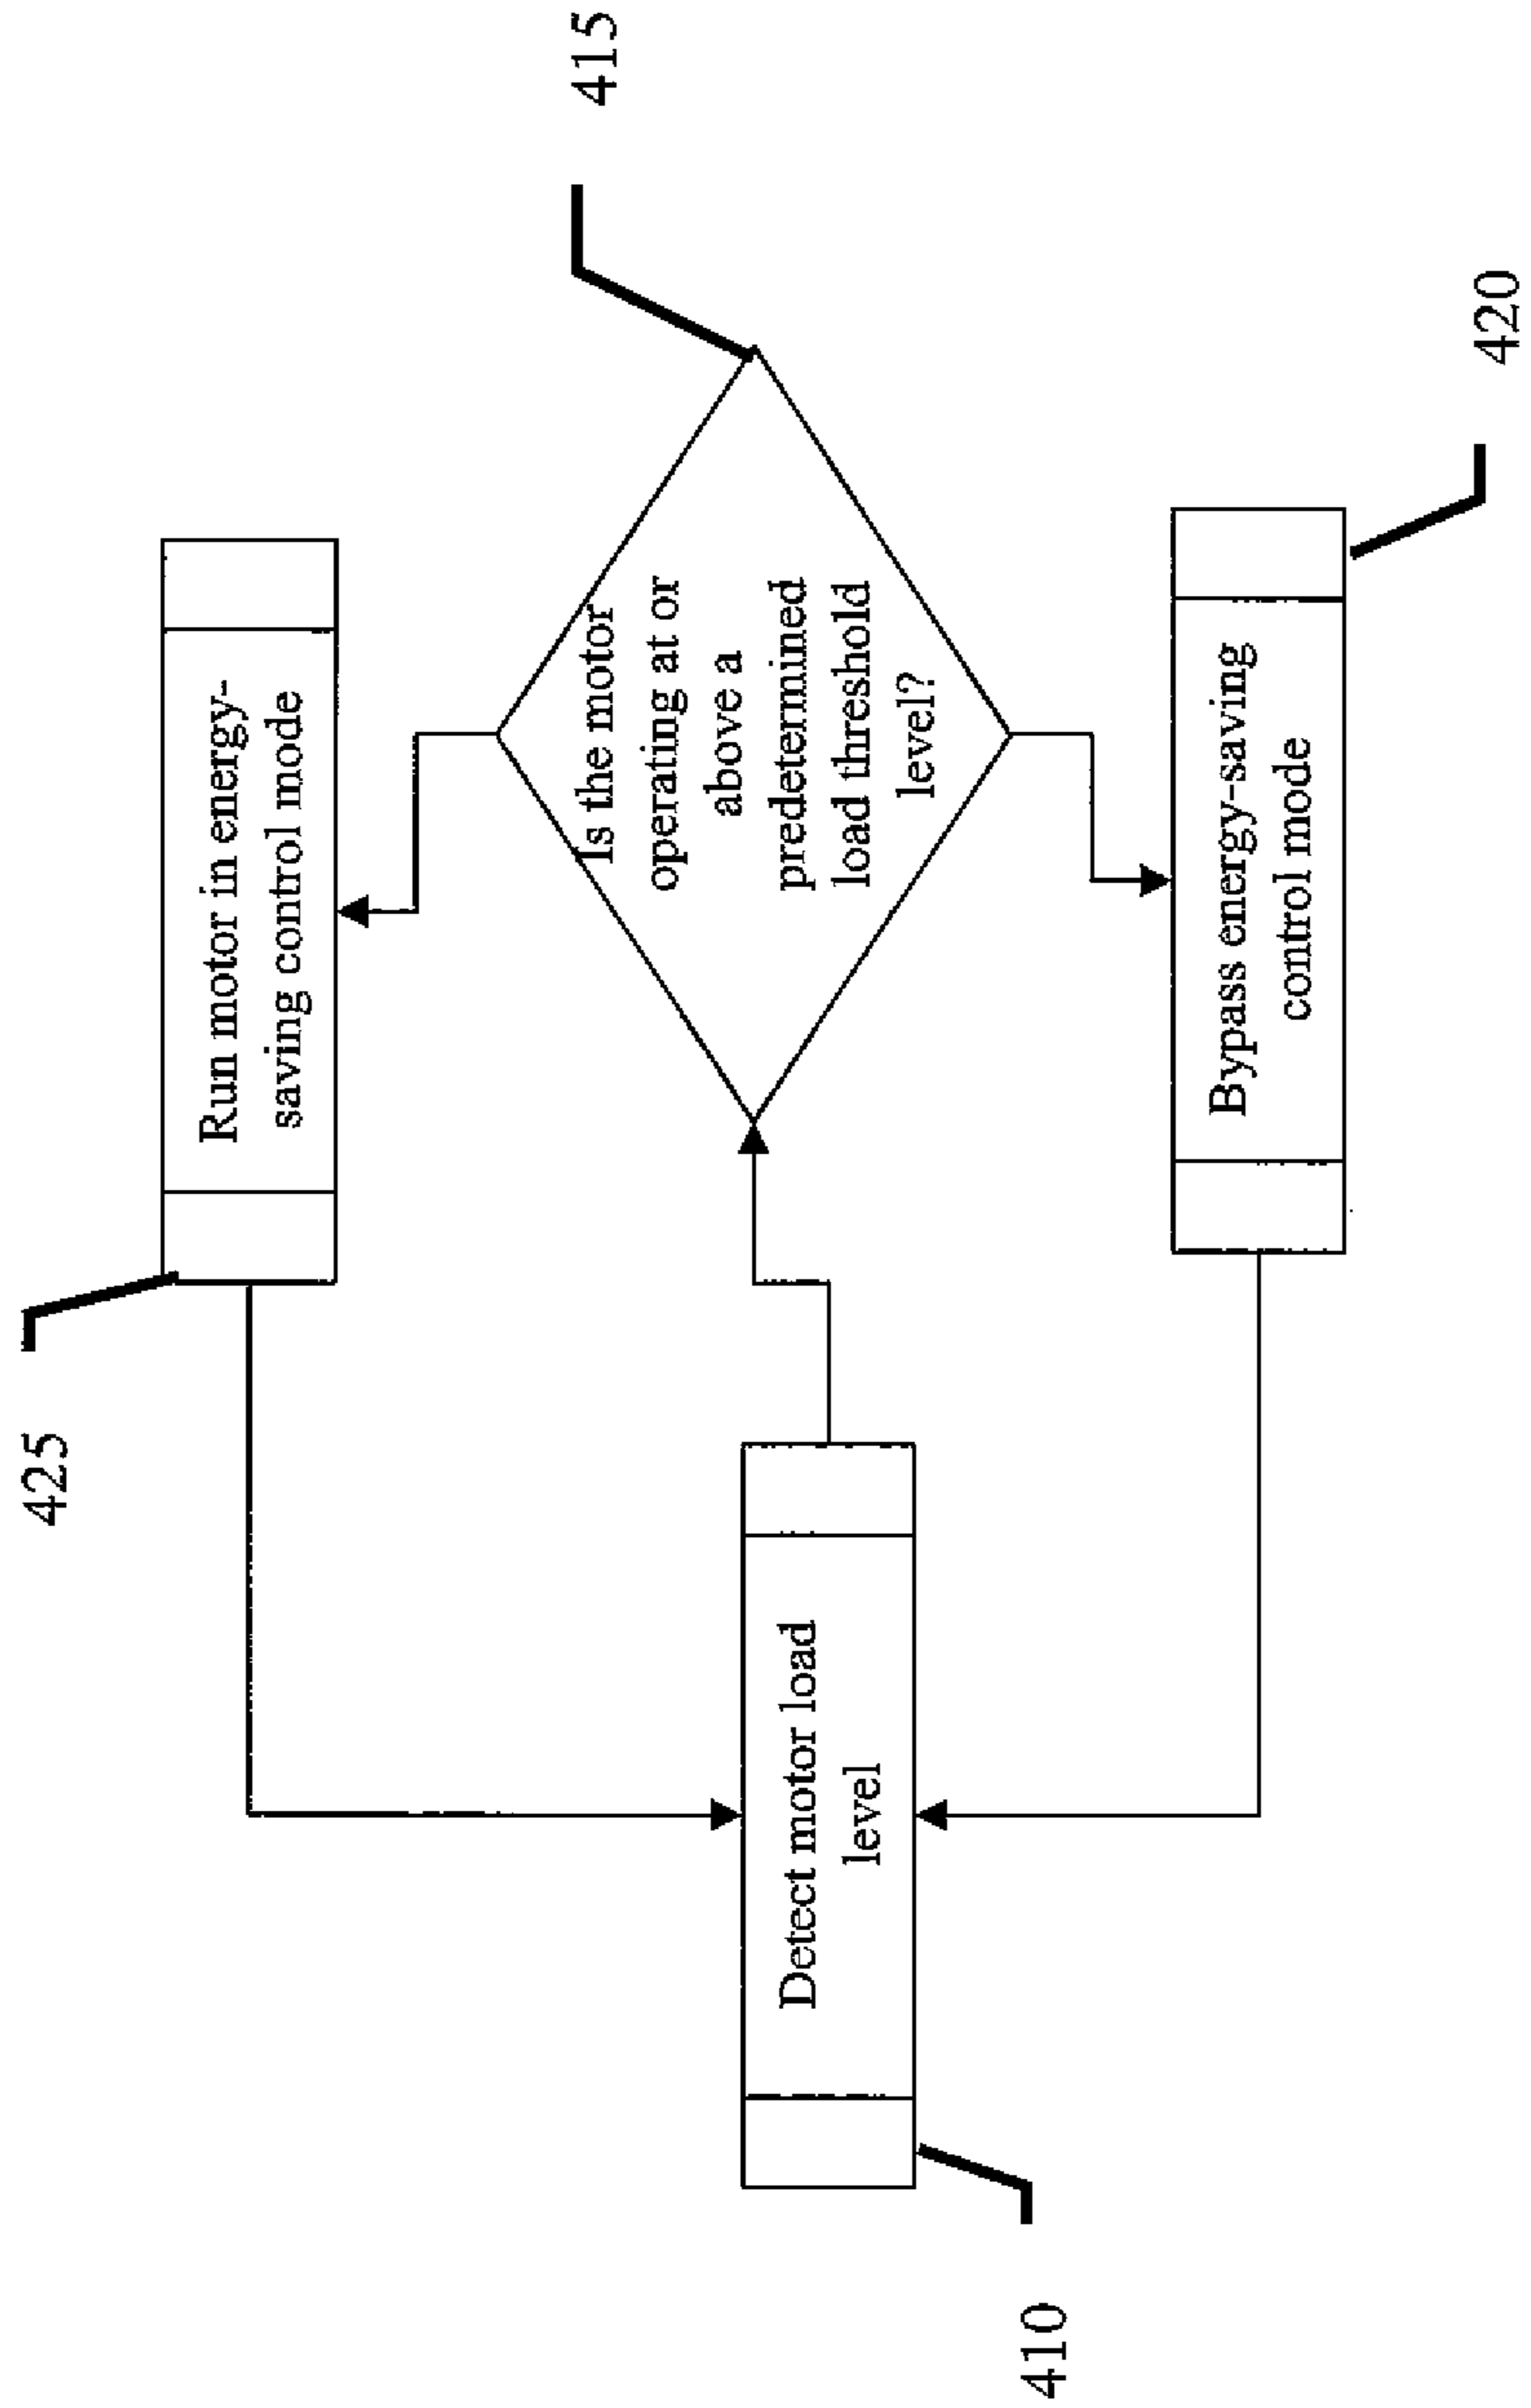 425
Run motor in energy-
saving control mode
415
Is the motor
operating at or
above a
predetermined
load threshold
level?
410
Detect motor load
level
Bypass energy-saving
control mode
420